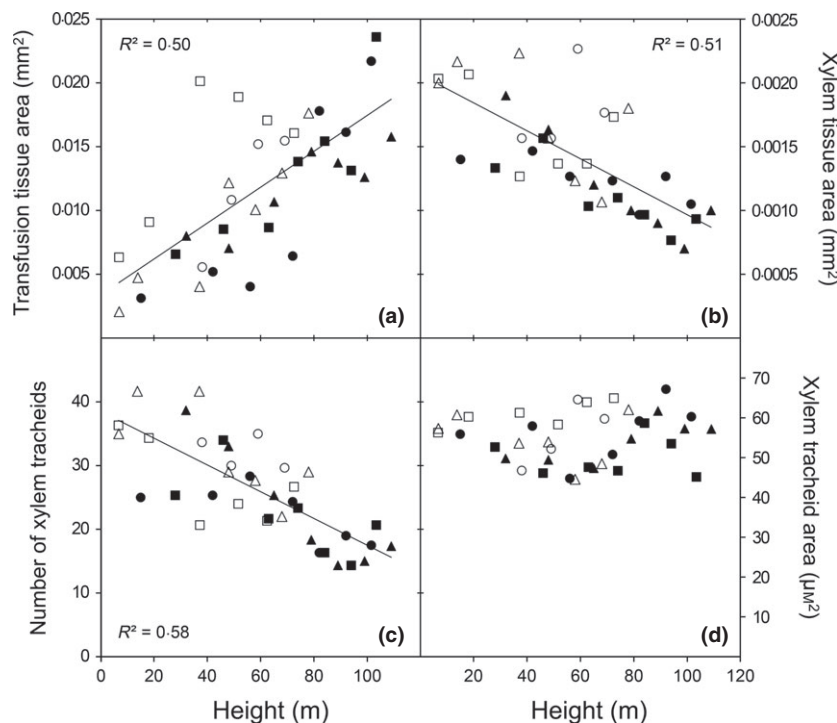 0.025
0.020
0.015
0.010
0.005
Transfusion tissue area (mm²)
R² = 0·50
(a)
R² = 0·51
(b)
0.0025
0.0020
0.0015
0.0010
0.0005
Xylem tissue area (mm²)
40
30
20
10
0
Number of xylem tracheids
R² = 0·58
(c)
(d)
70
60
50
40
30
20
10
Xylem tracheid area (μM²)
0 20 40 60 80 100
0 20 40 60 80 100 120
Height (m)
Height (m)